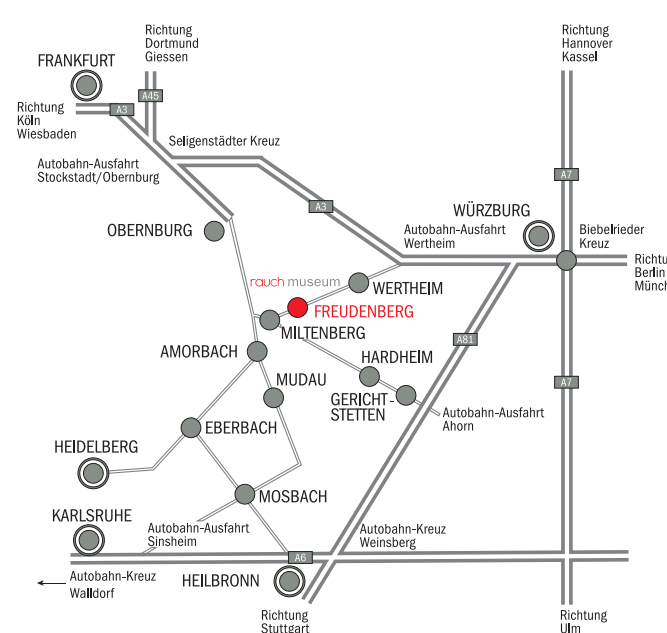 Richtung
Dortmund
Giessen
Richtung
Hannover
Kassel
FRANKFURT
A45
A3
Richtung
Köln
Wiesbaden
Seligenstädter Kreuz
Autobahn-Ausfahrt
Stockstadt/Obernburg
A7
A3
WÜRZBURG
OBERNBURG
Autobahn-Ausfahrt
Wertheim
Biebelrieder
Kreuz
Richtu
Berlin
Münch
rauch museum
WERTHEIM
FREUDENBERG
MILTENBERG
A81
AMORBACH
HARDHEIM
MUDAU
A7
GERICHT-
STETTEN
Autobahn-Ausfahrt
Ahorn
EBERBACH
HEIDELBERG
MOSBACH
KARLSRUHE
Autobahn-Ausfahrt
Sinsheim
Autobahn-Kreuz
Weinsberg
A6
Autobahn-Kreuz
Walldorf
HEILBRONN
Richtung
Stuttgart
Richtung
Ulm